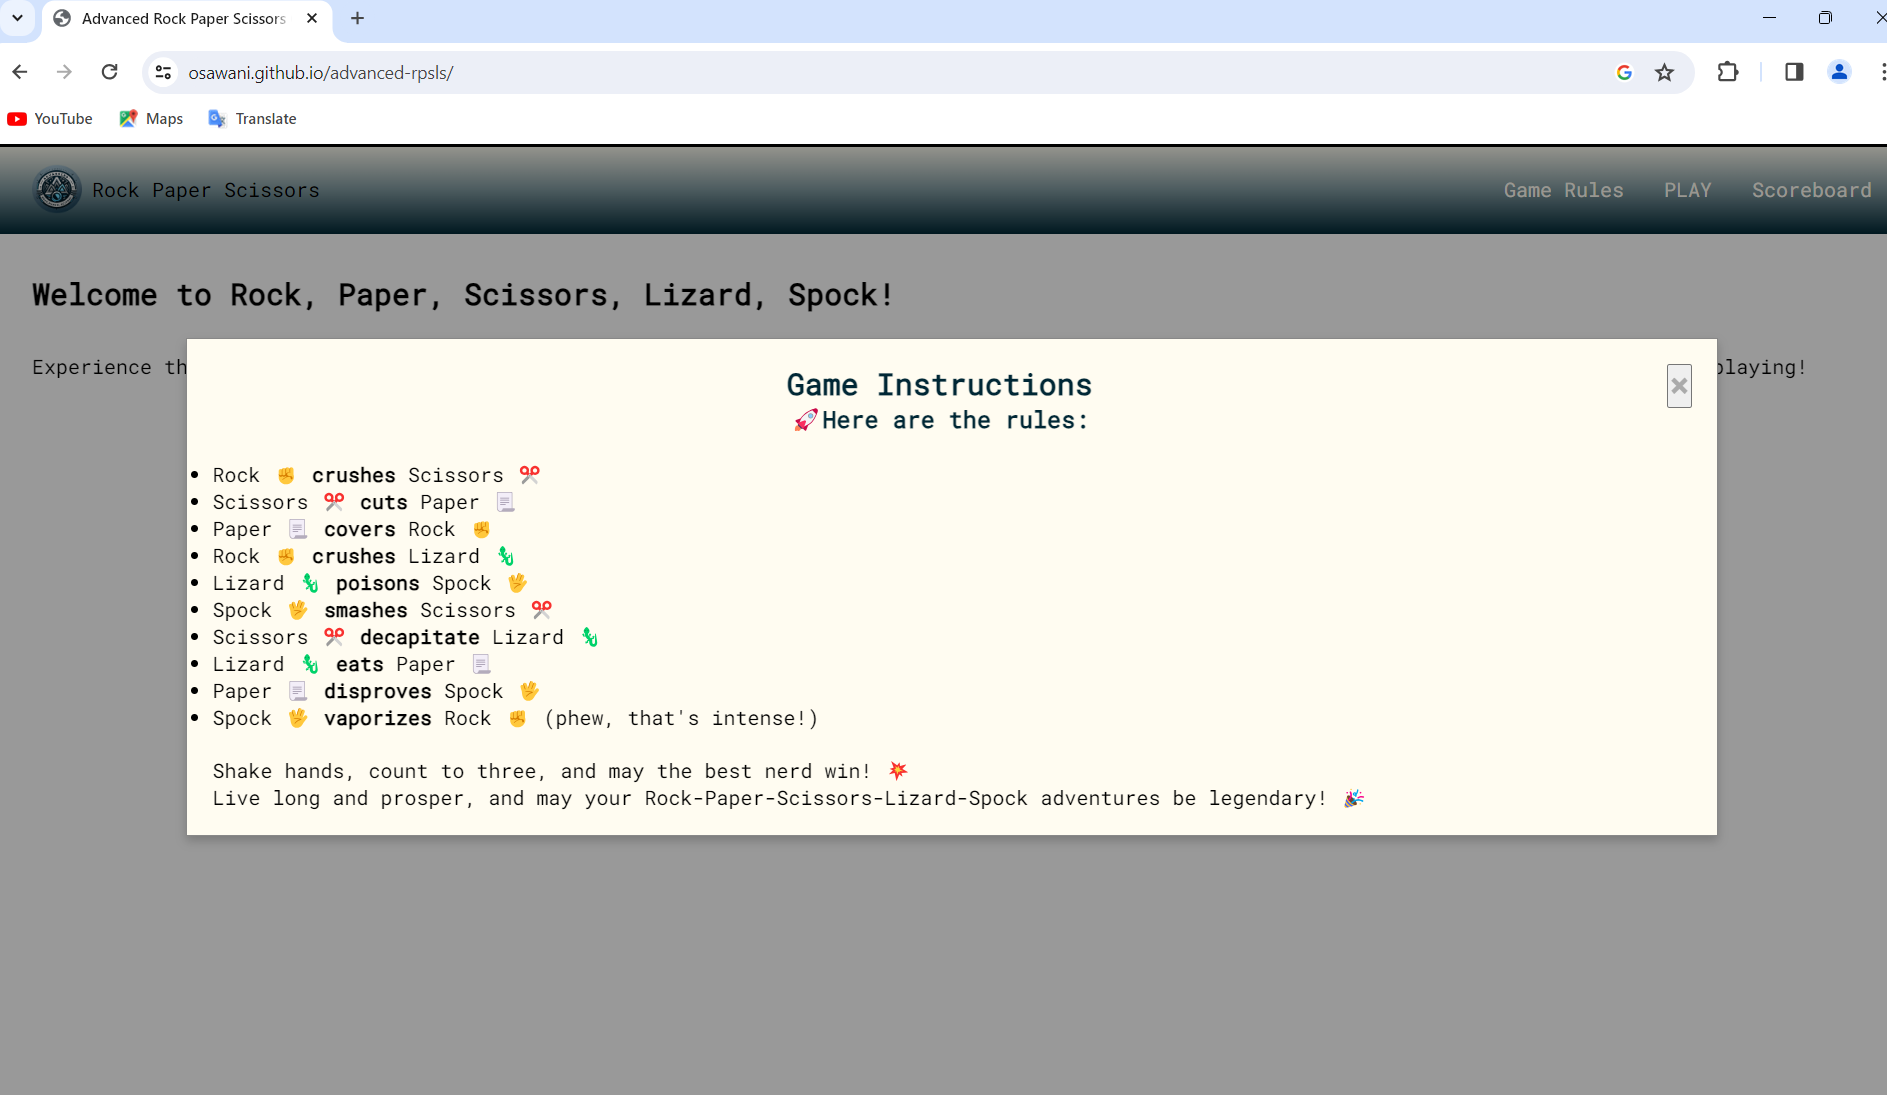 Advanced Rock Paper Scissors
osawani.github.io/advanced-rpsls/
YouTube Maps Translate
Rock Paper Scissors Game Rules PLAY Scoreboard
Welcome to Rock, Paper, Scissors, Lizard, Spock!
Experience playing!
Game Instructions
🚀Here are the rules:
• Rock ✊ crushes Scissors ✂️
• Scissors ✂️ cuts Paper 📃
• Paper 📃 covers Rock ✊
• Rock ✊ crushes Lizard 🦎
• Lizard 🦎 poisons Spock 🖖
• Spock 🖖 smashes Scissors ✂️
• Scissors ✂️ decapitate Lizard 🦎
• Lizard 🦎 eats Paper 📃
• Paper 📃 disproves Spock 🖖
• Spock 🖖 vaporizes Rock ✊ (phew, that's intense!)
Shake hands, count to three, and may the best nerd win! 💥
Live long and prosper, and may your Rock-Paper-Scissors-Lizard-Spock adventures be legendary! 🎉